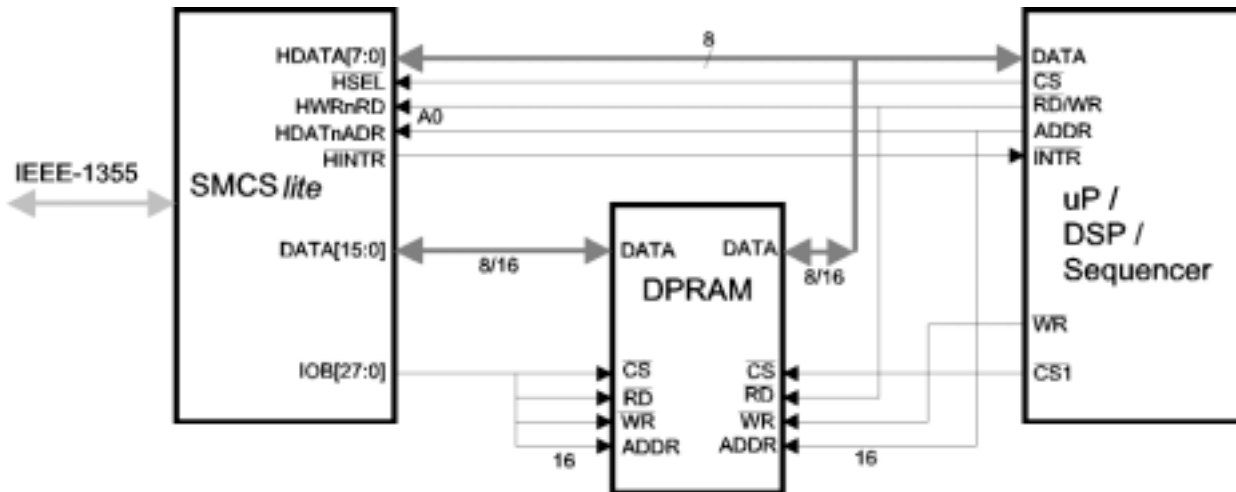 HDATA[7:0]
HSEL
HWRnRD
HDATnADR
HINTR
A0
8
DATA
CS
RD/WR
ADDR
INTR
IEEE-1355
SMCS lite
uP /
DSP /
Sequencer
DATA[15:0]
8/16
DATA
DATA
8/16
DPRAM
IOB[27:0]
CS
RD
WR
ADDR
16
CS
RD
WR
ADDR
16
WR
CS1